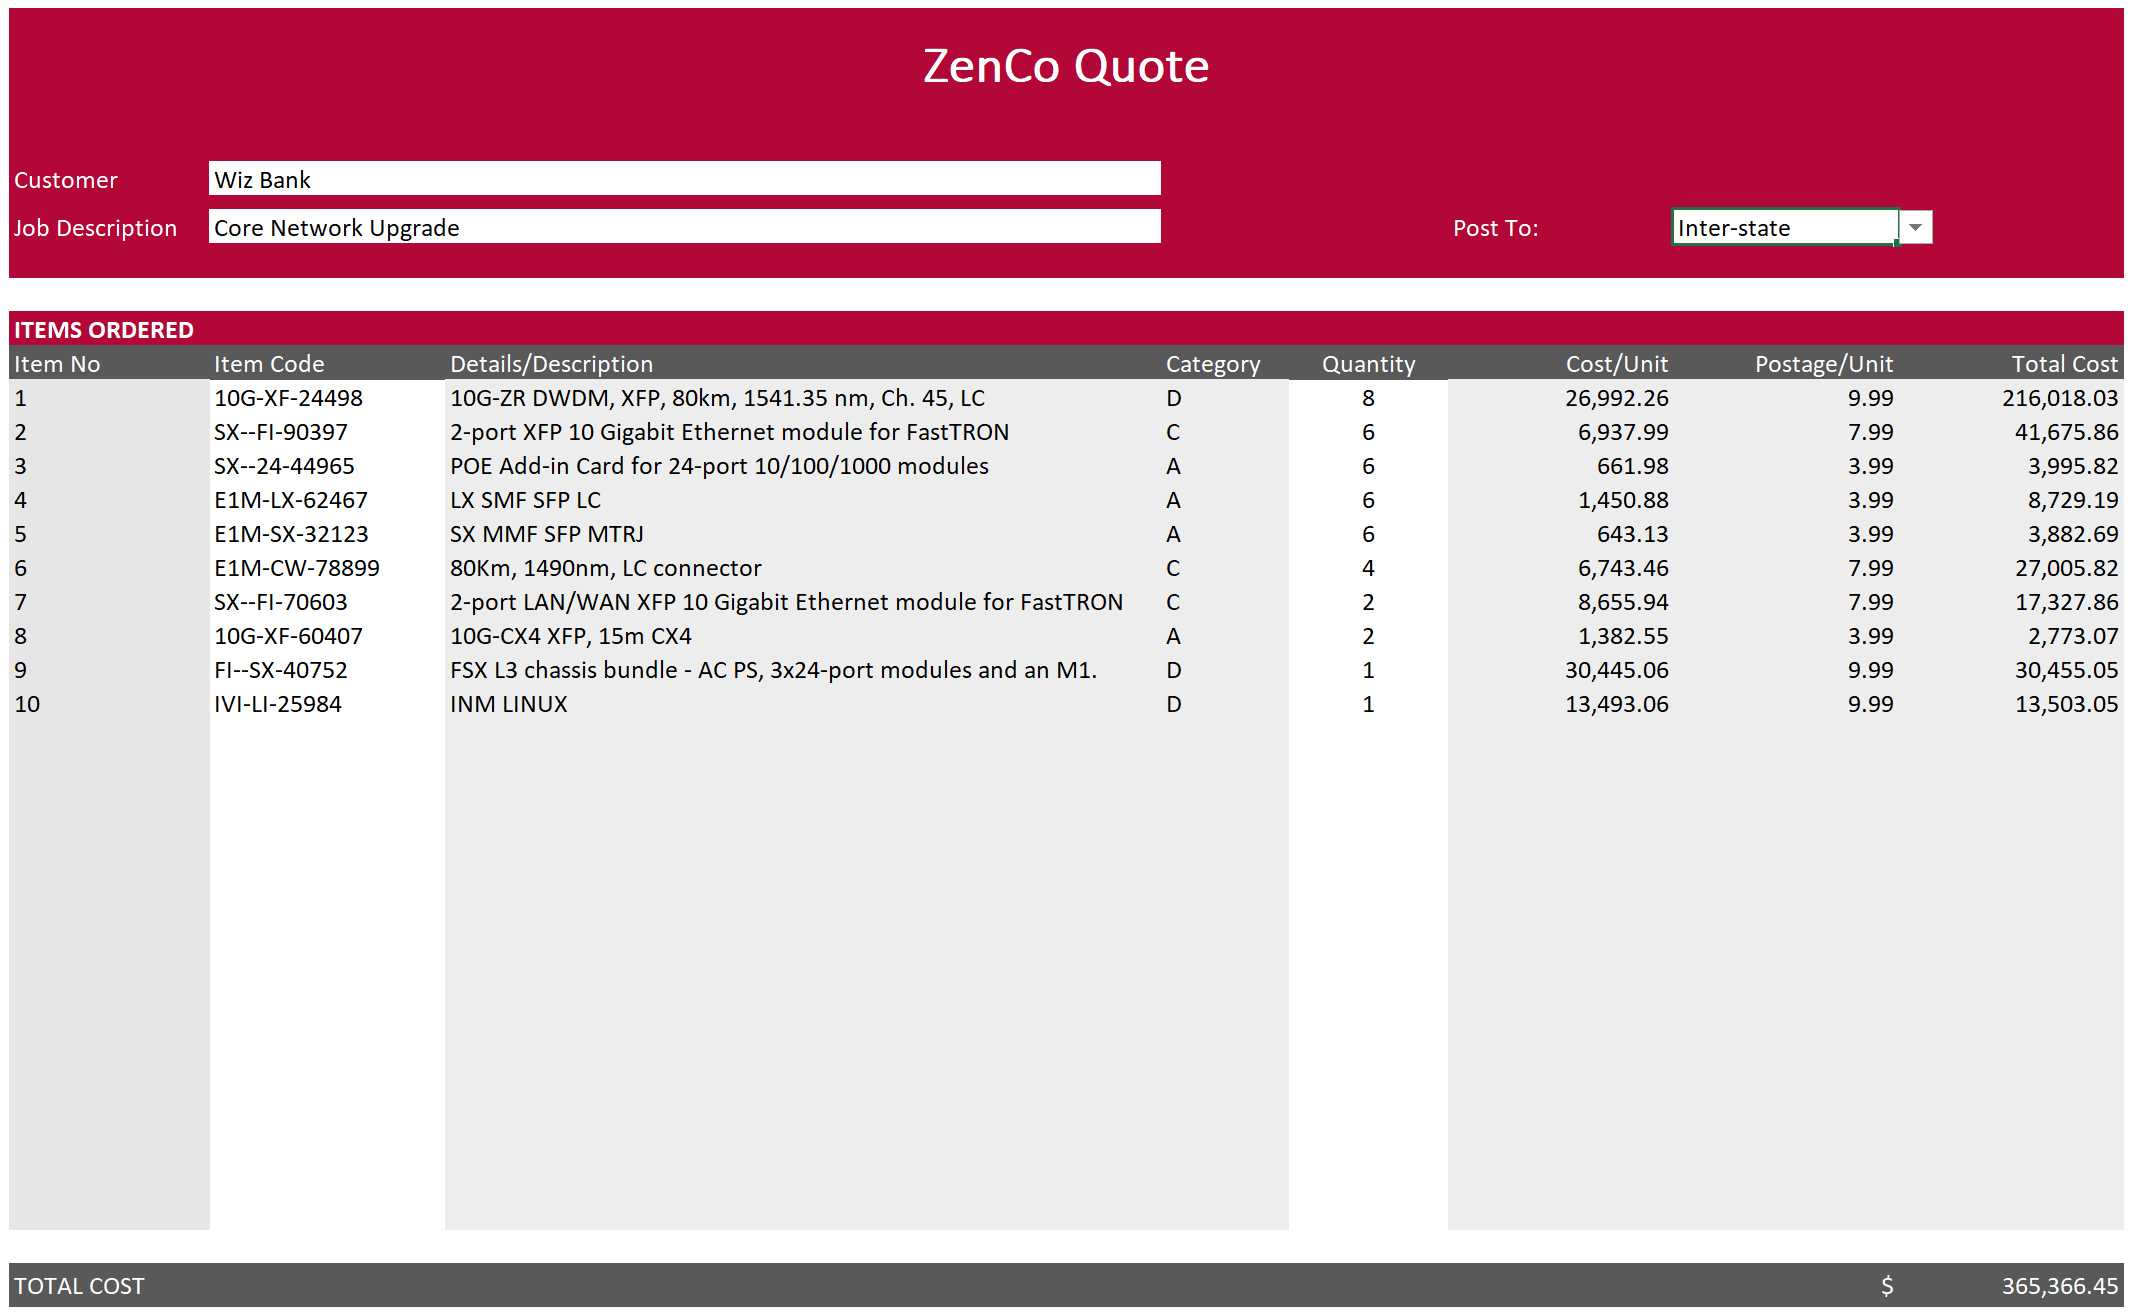 ZenCo Quote
Customer Wiz Bank
Job Description Core Network Upgrade Post To: Inter-state
ITEMS ORDERED
Item No Item Code Details/Description Category Quantity Cost/Unit Postage/Unit Total Cost
1 10G-XF-24498 10G-ZR DWDM, XFP, 80km, 1541.35 nm, Ch. 45, LC D 8 26,992.26 9.99 216,018.03
2 SX--FI-90397 2-port XFP 10 Gigabit Ethernet module for FastTRON C 6 6,937.99 7.99 41,675.86
3 SX--24-44965 POE Add-in Card for 24-port 10/100/1000 modules A 6 661.98 3.99 3,995.82
4 E1M-LX-62467 LX SMF SFP LC A 6 1,450.88 3.99 8,729.19
5 E1M-SX-32123 SX MMF SFP MTRJ A 6 643.13 3.99 3,882.69
6 E1M-CW-78899 80Km, 1490nm, LC connector C 4 6,743.46 7.99 27,005.82
7 SX--FI-70603 2-port LAN/WAN XFP 10 Gigabit Ethernet module for FastTRON C 2 8,655.94 7.99 17,327.86
8 10G-XF-60407 10G-CX4 XFP, 15m CX4 A 2 1,382.55 3.99 2,773.07
9 FI--SX-40752 FSX L3 chassis bundle - AC PS, 3x24-port modules and an M1. D 1 30,445.06 9.99 30,455.05
10 IVI-LI-25984 INM LINUX D 1 13,493.06 9.99 13,503.05
TOTAL COST $ 365,366.45